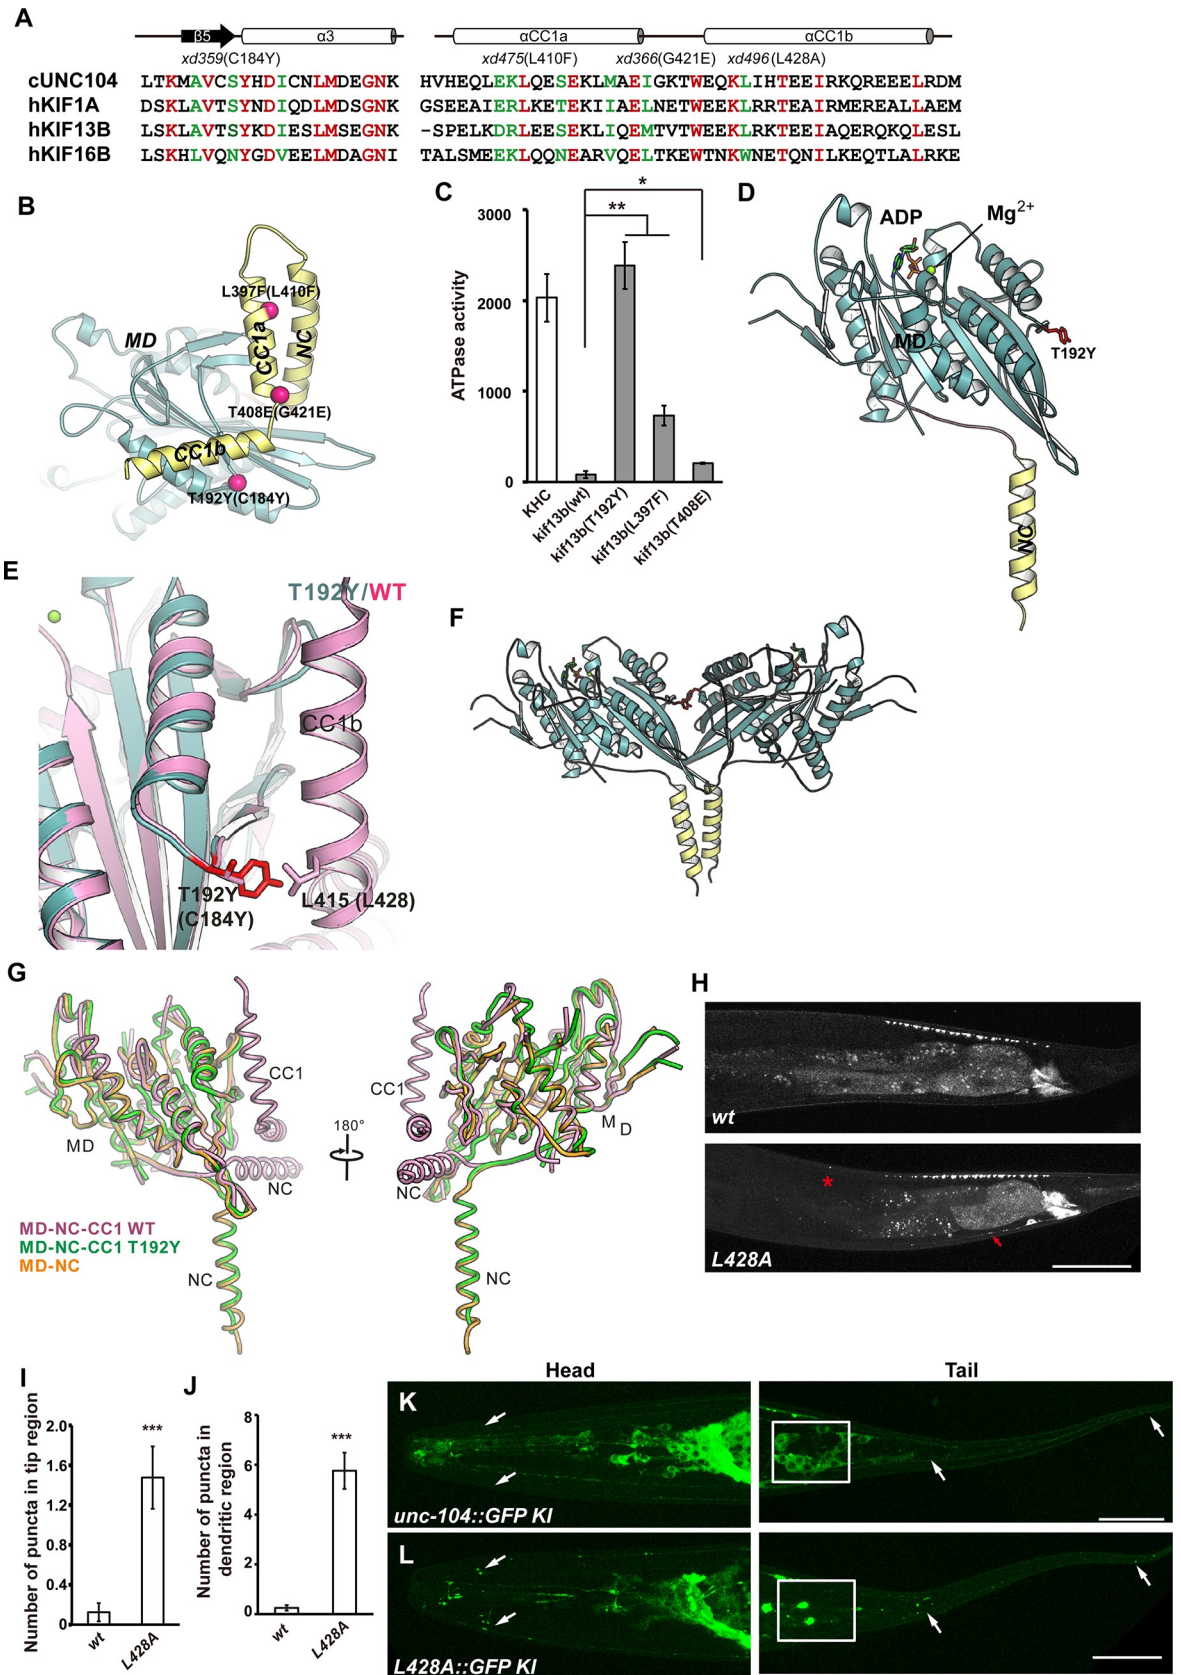 A
β5
α3
αCC1a
αCC1b
xd359(C184Y)
xd475(L410F)
xd366(G421E)
xd496(L428A)
cUNC104 LTKMAVCSYHDICNLMDEGNK HVHEQLEKLQESEKLMAEIGKTWEQKLIHTEEIRKQREEELRDM
hKIF1A DSKLAVTSYNDIQDLMDSGNK GSEEAIERLKETEKIIAELNETWEEKLRRTEAIRMEREALLAEM
hKIF13B LSKLAVTSYKDIESLMSEGNK -SPELKDRLEESEKLIQEMTVTWEEKLRKTEEIAQERQKQLESL
hKIF16B LSKHLVQNYGDVEELMDAGNI TALSMEEKLQQNEARVQELTKEWTNKWNETQNILKEQTLALRKE
B
MD
L397F(L410F)
CC1a
NC
T408E(G421E)
CC1b
T192Y(C184Y)
C
*
**
ATPase activity
3000
2000
1000
0
KHC
kif13b(wt)
kif13b(T192Y)
kif13b(L397F)
kif13b(T408E)
D
ADP
Mg2+
MD
T192Y
NC
E
T192Y/WT
CC1b
T192Y
(C184Y)
L415 (L428)
F
G
CC1
MD
NC
NC
180°
CC1
MD
NC
NC
MD-NC-CC1 WT
MD-NC-CC1 T192Y
MD-NC
H
wt
*
L428A
I
Number of puncta in tip region
2.0
1.6
1.2
0.8
0.4
0
***
wt
L428A
J
Number of puncta in
dendritic region
8
6
4
2
0
***
wt
L428A
Head
Tail
K
unc-104::GFP KI
L
L428A::GFP KI